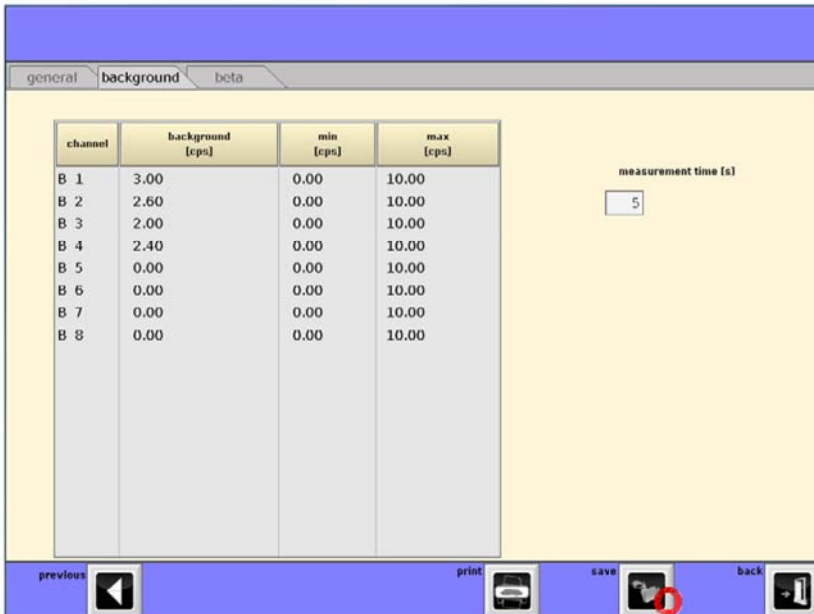 general background beta
channel background [cps] min [cps] max [cps]
measurement time [s]
B 1 3.00 0.00 10.00
5
B 2 2.60 0.00 10.00
B 3 2.00 0.00 10.00
B 4 2.40 0.00 10.00
B 5 0.00 0.00 10.00
B 6 0.00 0.00 10.00
B 7 0.00 0.00 10.00
B 8 0.00 0.00 10.00
previous print save back